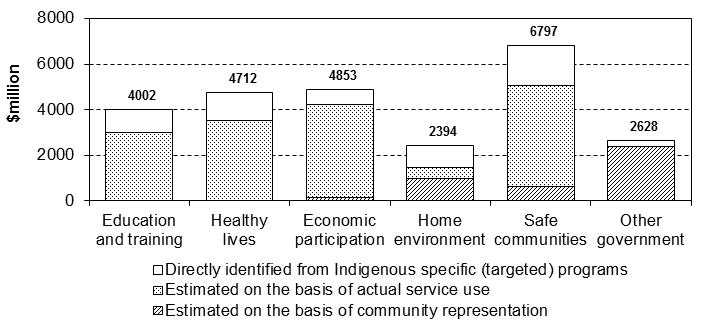 $million
8000
6000
4000
2000
0
4002
4712
4853
2394
6797
2628
Education and training
Healthy lives
Economic participation
Home environment
Safe communities
Other government
Directly identified from Indigenous specific (targeted) programs
Estimated on the basis of actual service use
Estimated on the basis of community representation